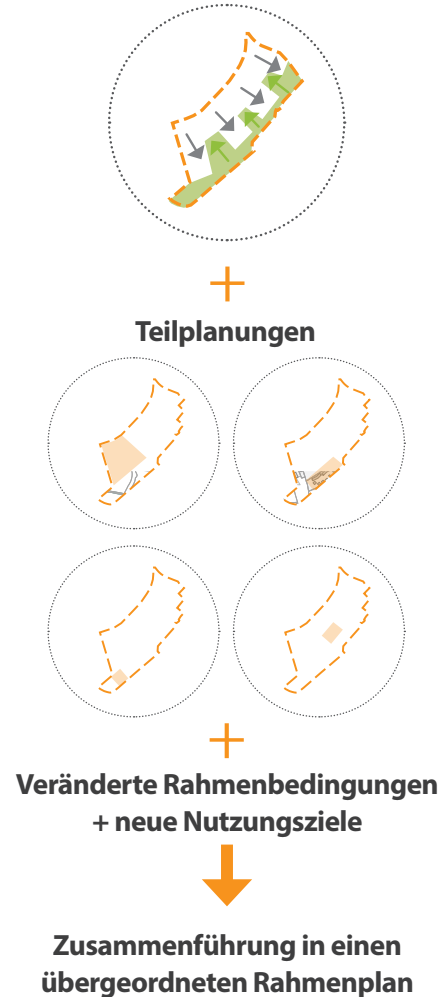 +
Teilplanungen
+
Veränderte Rahmenbedingungen
+ neue Nutzungsziele
Zusammenführung in einen
übergeordneten Rahmenplan